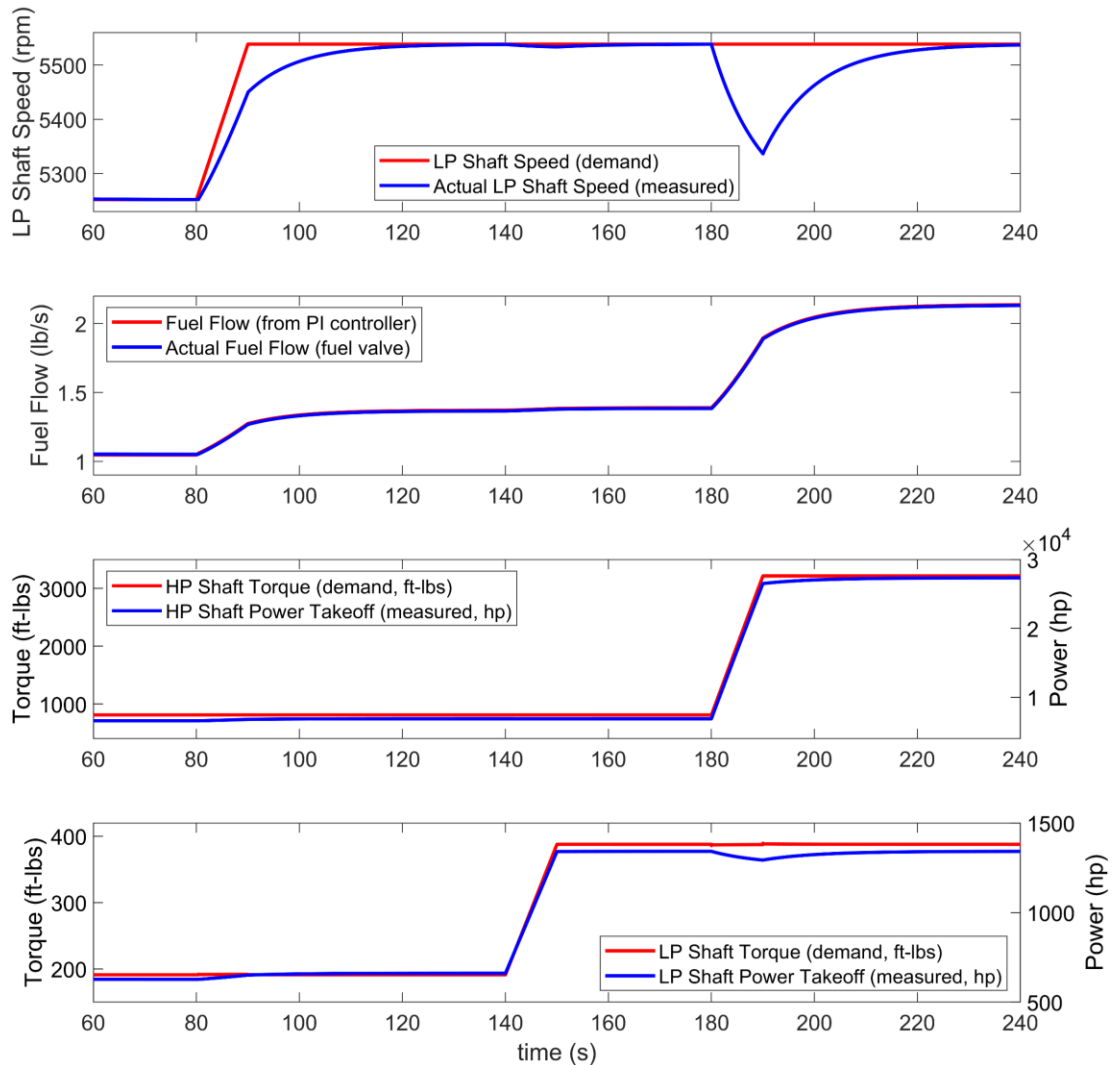 LP Shaft Speed (rpm)
5500
5400
5300
LP Shaft Speed (demand)
Actual LP Shaft Speed (measured)
60 80 100 120 140 160 180 200 220 240
Fuel Flow (lb/s)
2
1.5
1
Fuel Flow (from PI controller)
Actual Fuel Flow (fuel valve)
60 80 100 120 140 160 180 200 220 240
Torque (ft-lbs)
3000
2000
1000
HP Shaft Torque (demand, ft-lbs)
HP Shaft Power Takeoff (measured, hp)
×10⁴
3
2
1
Power (hp)
60 80 100 120 140 160 180 200 220 240
Torque (ft-lbs)
400
300
200
LP Shaft Torque (demand, ft-lbs)
LP Shaft Power Takeoff (measured, hp)
1500
1000
500
Power (hp)
60 80 100 120 140 160 180 200 220 240
time (s)